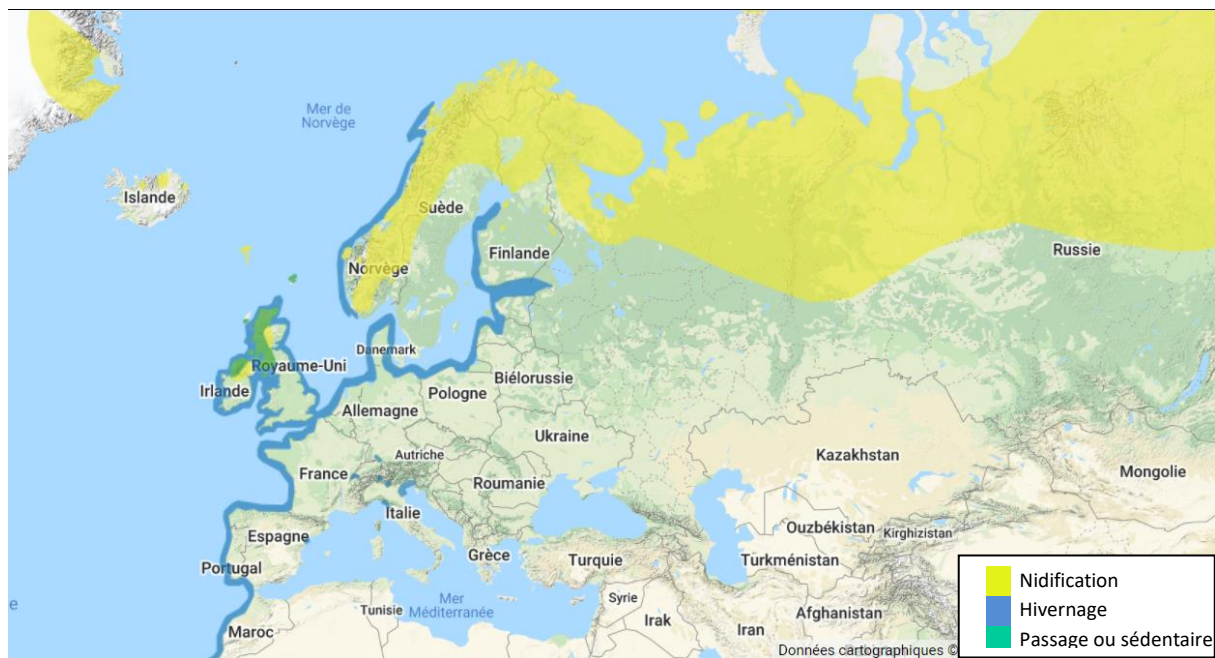 Mer de
Norvège
Islande
Suède
Finlande
Norvège
Russie
Danemark
Royaume-Uni
Irlande
Biélorussie
Pologne
Allemagne
Ukraine
Kazakhstan
Autriche
France
Mongolie
Roumanie
Italie
Ouzbékistan
Kirghizistan
Espagne
Grèce
Turquie
Turkménistan
Portugal
Mer
Méditerranée
Tunisie
Syrie
Irak
Iran
Afghanistan
Maroc
e
Nidification
Hivernage
Passage ou sédentaire
Données cartographiques ©